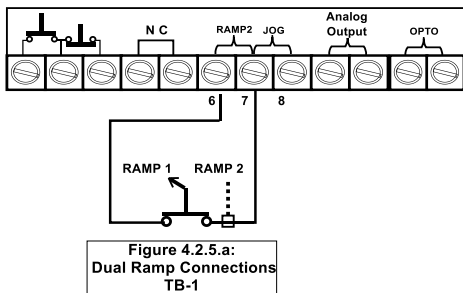 N C
RAMP2
JOG
Analog
Output
OPTO
6
7
8
RAMP 1
RAMP 2
Figure 4.2.5.a:
Dual Ramp Connections
TB-1